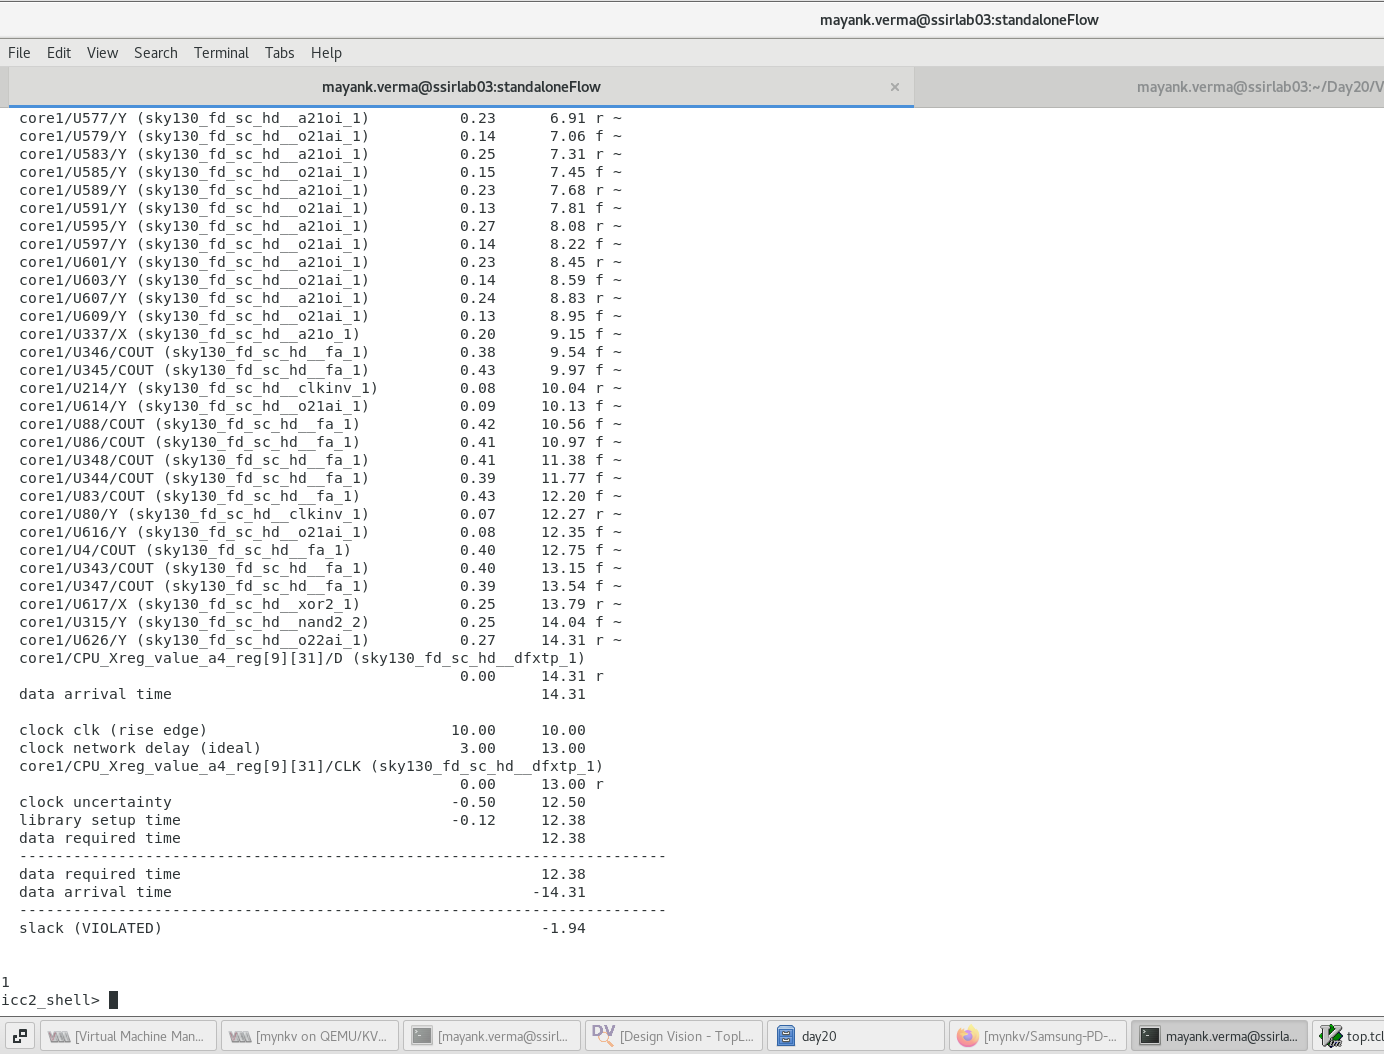 mayank.verma@ssirlab03:standaloneFlow
File Edit View Search Terminal Tabs Help
mayank.verma@ssirlab03:standaloneFlow × mayank.verma@ssirlab03:~/Day20/V
core1/U577/Y (sky130_fd_sc_hd__a21oi_1) 0.23 6.91 r ~
core1/U579/Y (sky130_fd_sc_hd__o21ai_1) 0.14 7.06 f ~
core1/U583/Y (sky130_fd_sc_hd__a21oi_1) 0.25 7.31 r ~
core1/U585/Y (sky130_fd_sc_hd__o21ai_1) 0.15 7.45 f ~
core1/U589/Y (sky130_fd_sc_hd__a21oi_1) 0.23 7.68 r ~
core1/U591/Y (sky130_fd_sc_hd__o21ai_1) 0.13 7.81 f ~
core1/U595/Y (sky130_fd_sc_hd__a21oi_1) 0.27 8.08 r ~
core1/U597/Y (sky130_fd_sc_hd__o21ai_1) 0.14 8.22 f ~
core1/U601/Y (sky130_fd_sc_hd__a21oi_1) 0.23 8.45 r ~
core1/U603/Y (sky130_fd_sc_hd__o21ai_1) 0.14 8.59 f ~
core1/U607/Y (sky130_fd_sc_hd__a21oi_1) 0.24 8.83 r ~
core1/U609/Y (sky130_fd_sc_hd__o21ai_1) 0.13 8.95 f ~
core1/U337/X (sky130_fd_sc_hd__a21o_1) 0.20 9.15 f ~
core1/U346/COUT (sky130_fd_sc_hd__fa_1) 0.38 9.54 f ~
core1/U345/COUT (sky130_fd_sc_hd__fa_1) 0.43 9.97 f ~
core1/U214/Y (sky130_fd_sc_hd__clkinv_1) 0.08 10.04 r ~
core1/U614/Y (sky130_fd_sc_hd__o21ai_1) 0.09 10.13 f ~
core1/U88/COUT (sky130_fd_sc_hd__fa_1) 0.42 10.56 f ~
core1/U86/COUT (sky130_fd_sc_hd__fa_1) 0.41 10.97 f ~
core1/U348/COUT (sky130_fd_sc_hd__fa_1) 0.41 11.38 f ~
core1/U344/COUT (sky130_fd_sc_hd__fa_1) 0.39 11.77 f ~
core1/U83/COUT (sky130_fd_sc_hd__fa_1) 0.43 12.20 f ~
core1/U80/Y (sky130_fd_sc_hd__clkinv_1) 0.07 12.27 r ~
core1/U616/Y (sky130_fd_sc_hd__o21ai_1) 0.08 12.35 f ~
core1/U4/COUT (sky130_fd_sc_hd__fa_1) 0.40 12.75 f ~
core1/U343/COUT (sky130_fd_sc_hd__fa_1) 0.40 13.15 f ~
core1/U347/COUT (sky130_fd_sc_hd__fa_1) 0.39 13.54 f ~
core1/U617/X (sky130_fd_sc_hd__xor2_1) 0.25 13.79 r ~
core1/U315/Y (sky130_fd_sc_hd__nand2_2) 0.25 14.04 f ~
core1/U626/Y (sky130_fd_sc_hd__o22ai_1) 0.27 14.31 r ~
core1/CPU_Xreg_value_a4_reg[9][31]/D (sky130_fd_sc_hd__dfxtp_1)
0.00 14.31 r
data arrival time 14.31
clock clk (rise edge) 10.00 10.00
clock network delay (ideal) 3.00 13.00
core1/CPU_Xreg_value_a4_reg[9][31]/CLK (sky130_fd_sc_hd__dfxtp_1)
0.00 13.00 r
clock uncertainty -0.50 12.50
library setup time -0.12 12.38
data required time 12.38
------------------------------------------------------------------------
data required time 12.38
data arrival time -14.31
------------------------------------------------------------------------
slack (VIOLATED) -1.94
1
icc2_shell>
[Virtual Machine Man... [mynkv on QEMU/KV... [mayank.verma@ssirl... [Design Vision - TopL... day20 [mynkv/Samsung-PD-... mayank.verma@ssirla... top.tcl